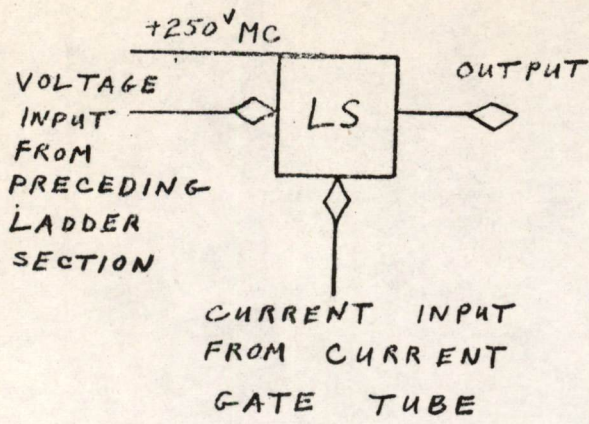 +250ᵛ MC
VOLTAGE
INPUT
FROM
PRECEDING
LADDER
SECTION
LS
OUTPUT
CURRENT INPUT
FROM CURRENT
GATE TUBE